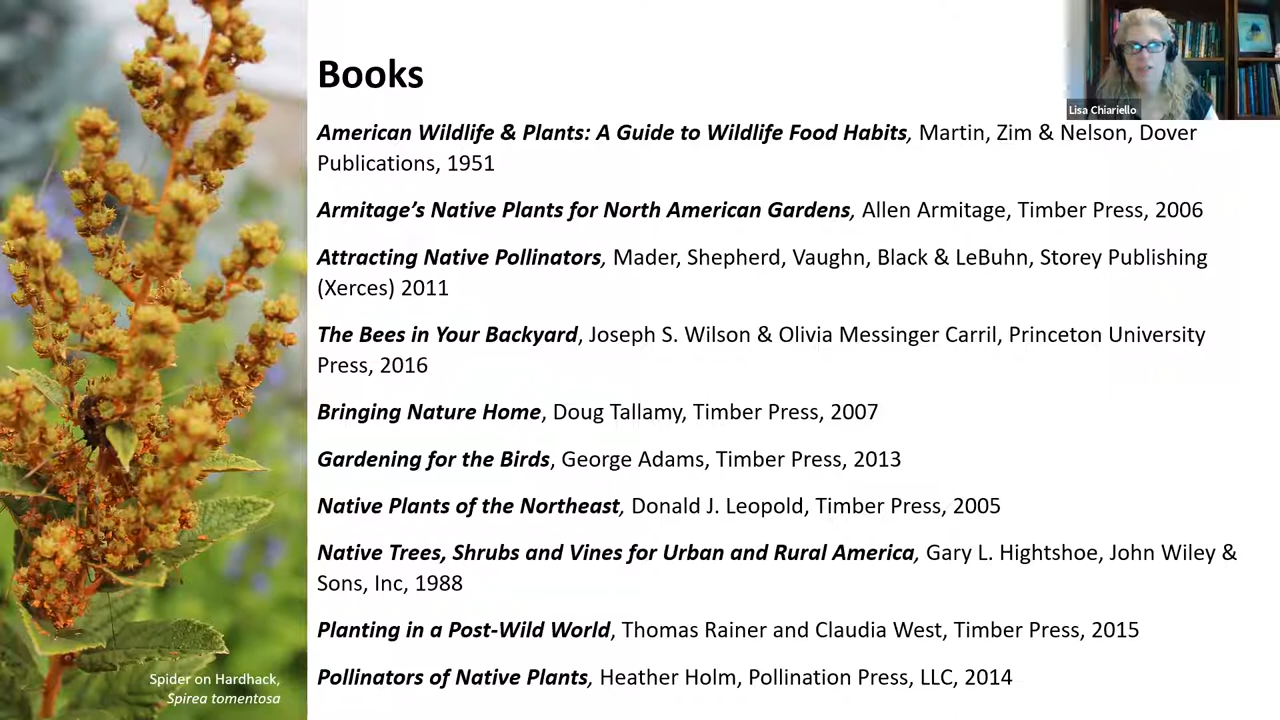 Books
Lisa Chiariello
American Wildlife & Plants: A Guide to Wildlife Food Habits, Martin, Zim & Nelson, Dover
Publications, 1951
Armitage’s Native Plants for North American Gardens, Allen Armitage, Timber Press, 2006
Attracting Native Pollinators, Mader, Shepherd, Vaughn, Black & LeBuhn, Storey Publishing
(Xerces) 2011
The Bees in Your Backyard, Joseph S. Wilson & Olivia Messinger Carril, Princeton University
Press, 2016
Bringing Nature Home, Doug Tallamy, Timber Press, 2007
Gardening for the Birds, George Adams, Timber Press, 2013
Native Plants of the Northeast, Donald J. Leopold, Timber Press, 2005
Native Trees, Shrubs and Vines for Urban and Rural America, Gary L. Hightshoe, John Wiley &
Sons, Inc, 1988
Planting in a Post-Wild World, Thomas Rainer and Claudia West, Timber Press, 2015
Pollinators of Native Plants, Heather Holm, Pollination Press, LLC, 2014
Spider on Hardhack,
Spirea tomentosa